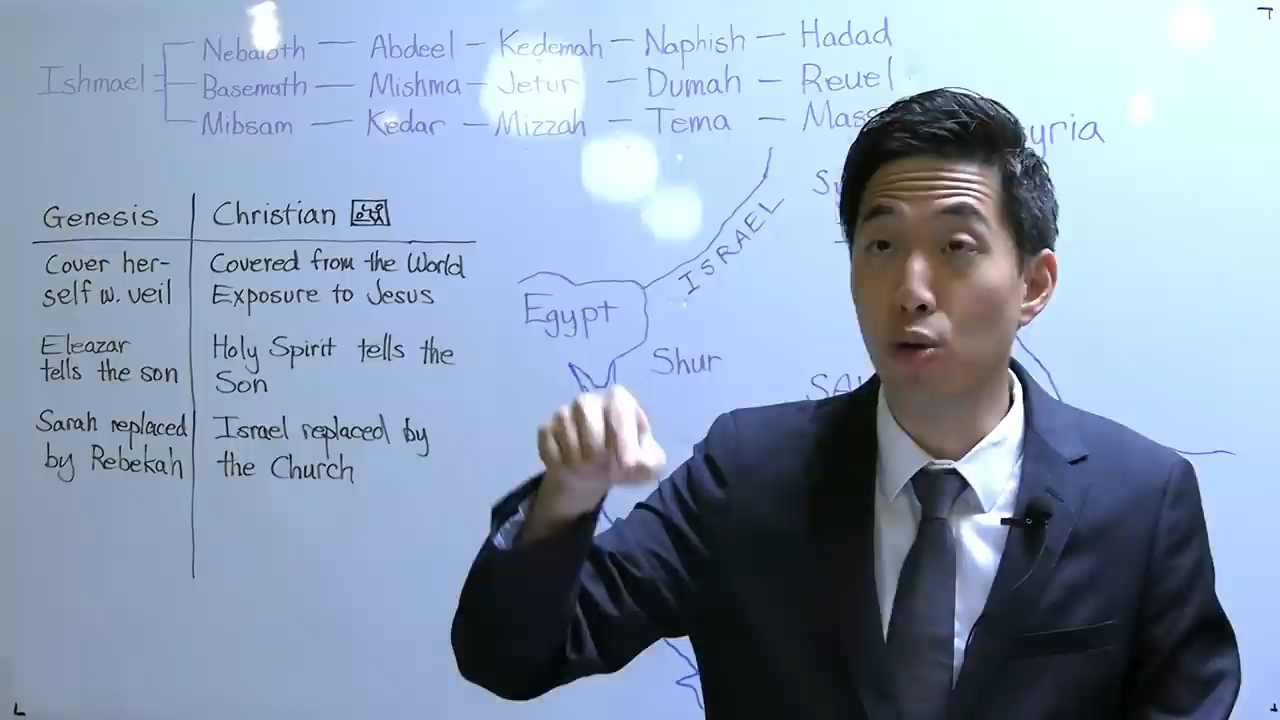 Nebaioth — Abdeel — Kedemah — Naphish — Hadad
Ishmael
Basemath — Mishma — Jetur — Dumah — Reuel
Mibsam — Kedar — Mizzah — Tema —
Genesis
Christian
Cover her-
self w. veil
Covered from the World
Exposure to Jesus
Eleazar
tells the son
Holy Spirit tells the
Son
Sarah replaced
by Rebekah
Israel replaced by
the Church
ISRAEL
Egypt
Shur